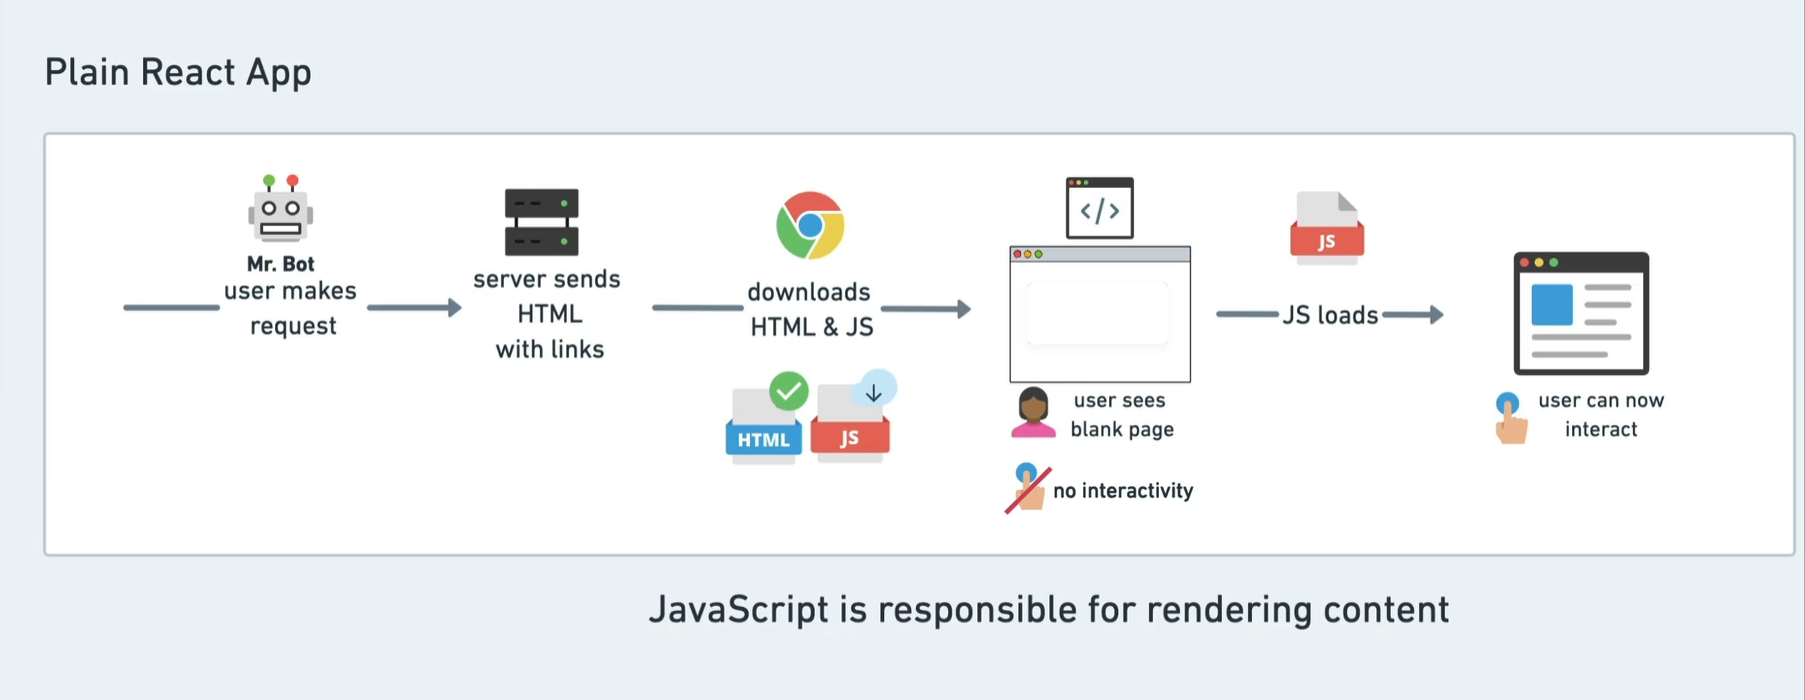 Plain React App
Mr. Bot
user makes
request
server sends
HTML
with links
downloads
HTML & JS
HTML
JS
</>
user sees
blank page
no interactivity
JS
JS loads
user can now
interact
JavaScript is responsible for rendering content